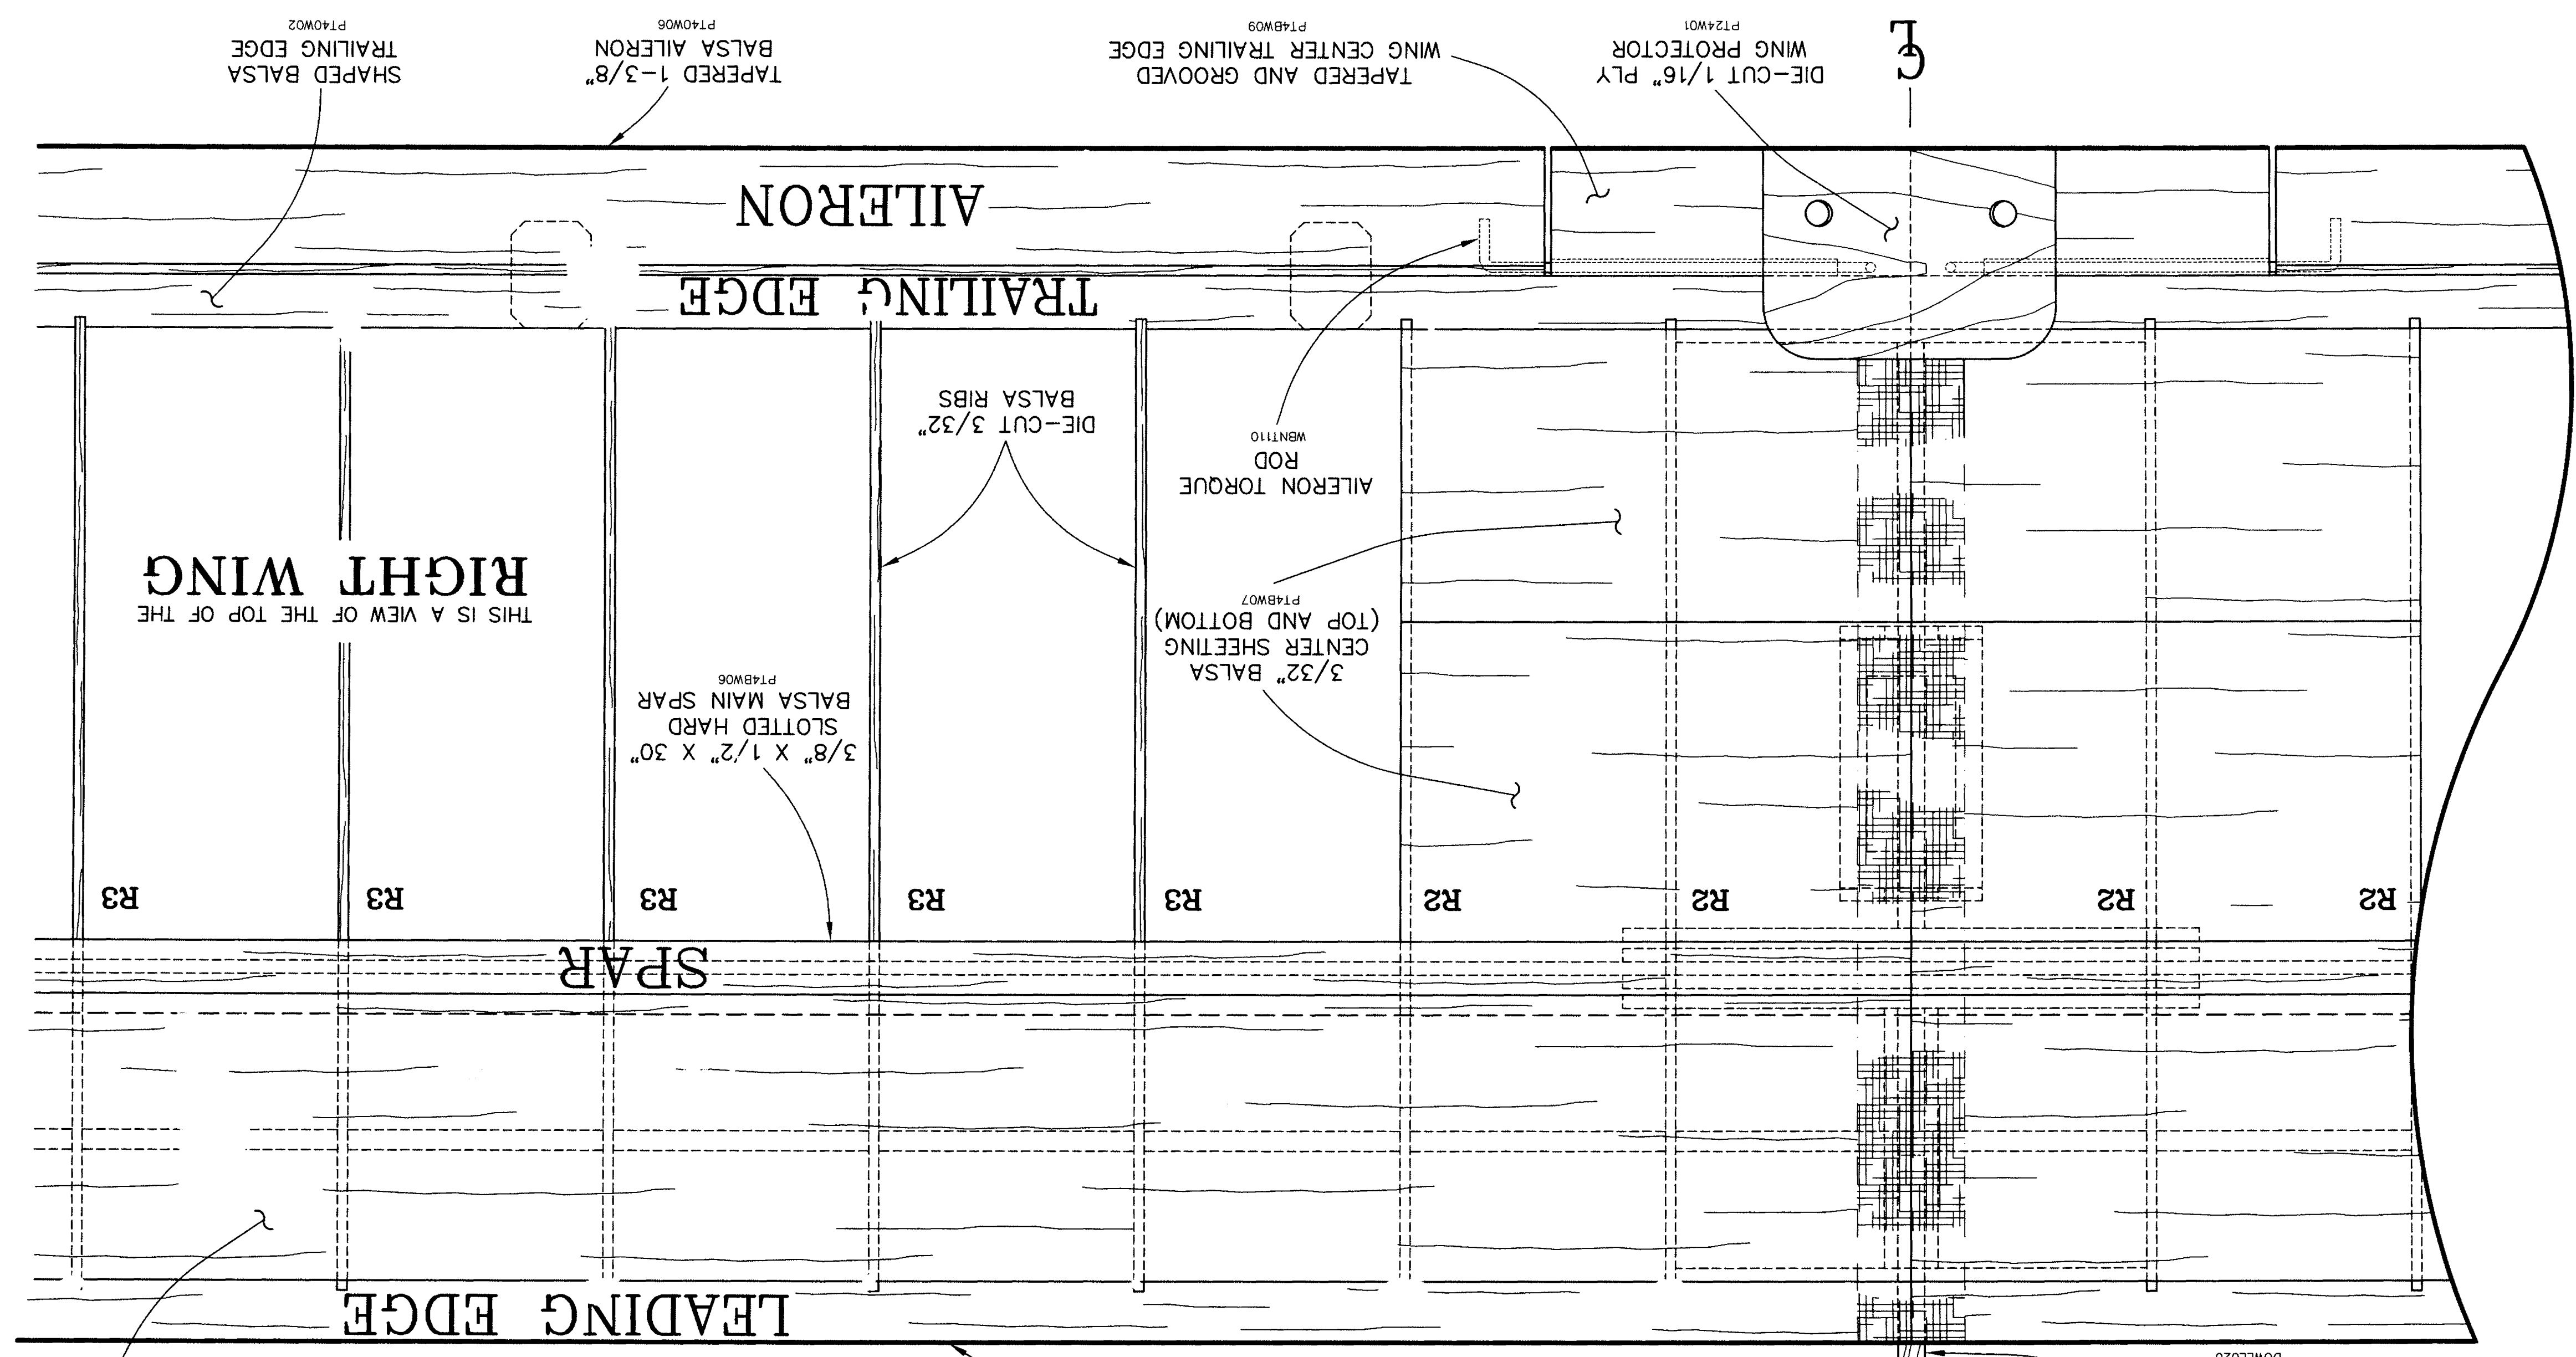 LEADING EDGE
SPAR
R2
R2
R2
R2
R3
R3
R3
R3
R3
3/32" BALSA
CENTER SHEETING
(TOP AND BOTTOM)
PT4BW07
3/8" X 1/2" X 30"
SLOTTED HARD
BALSA MAIN SPAR
PT4BW06
THIS IS A VIEW OF THE TOP OF THE
RIGHT WING
AILERON TORQUE
ROD
WBNT110
DIE-CUT 3/32"
BALSA RIBS
TRAILING EDGE
AILERON
CL
DIE-CUT 1/16" PLY
WING PROTECTOR
PT24W01
TAPERED AND GROOVED
WING CENTER TRAILING EDGE
PT4BW09
TAPERED 1-3/8"
BALSA AILERON
PT40W06
SHAPED BALSA
TRAILING EDGE
PT40W02